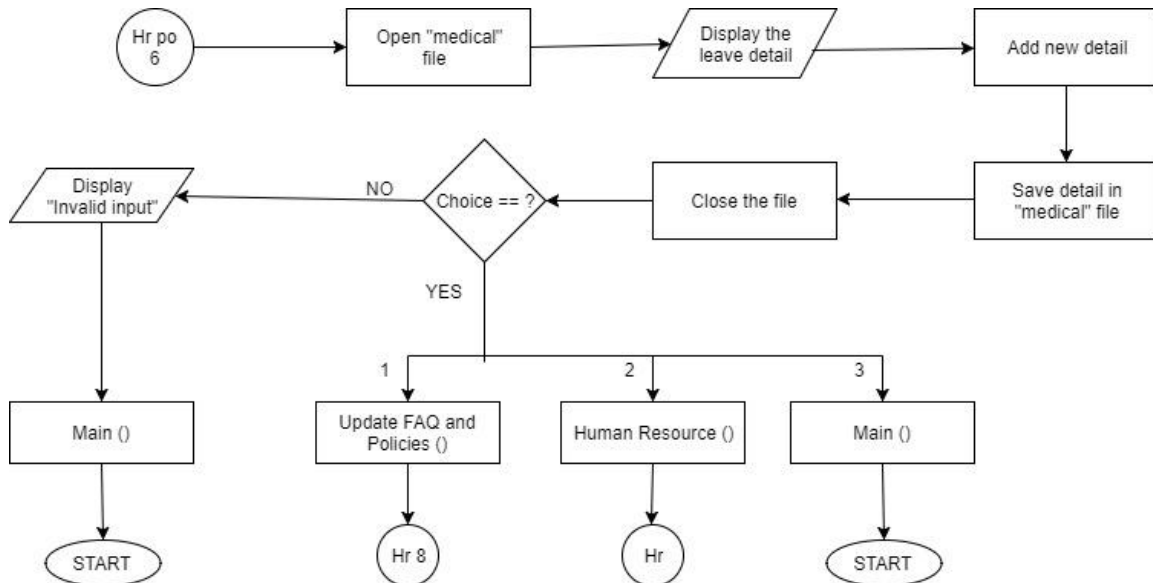 Hr po
6
Open "medical"
file
Display the
leave detail
Add new detail
Display
"Invalid input"
NO
Choice == ?
Close the file
Save detail in
"medical" file
YES
1
2
3
Main ()
Update FAQ and
Policies ()
Human Resource ()
Main ()
START
Hr 8
Hr
START